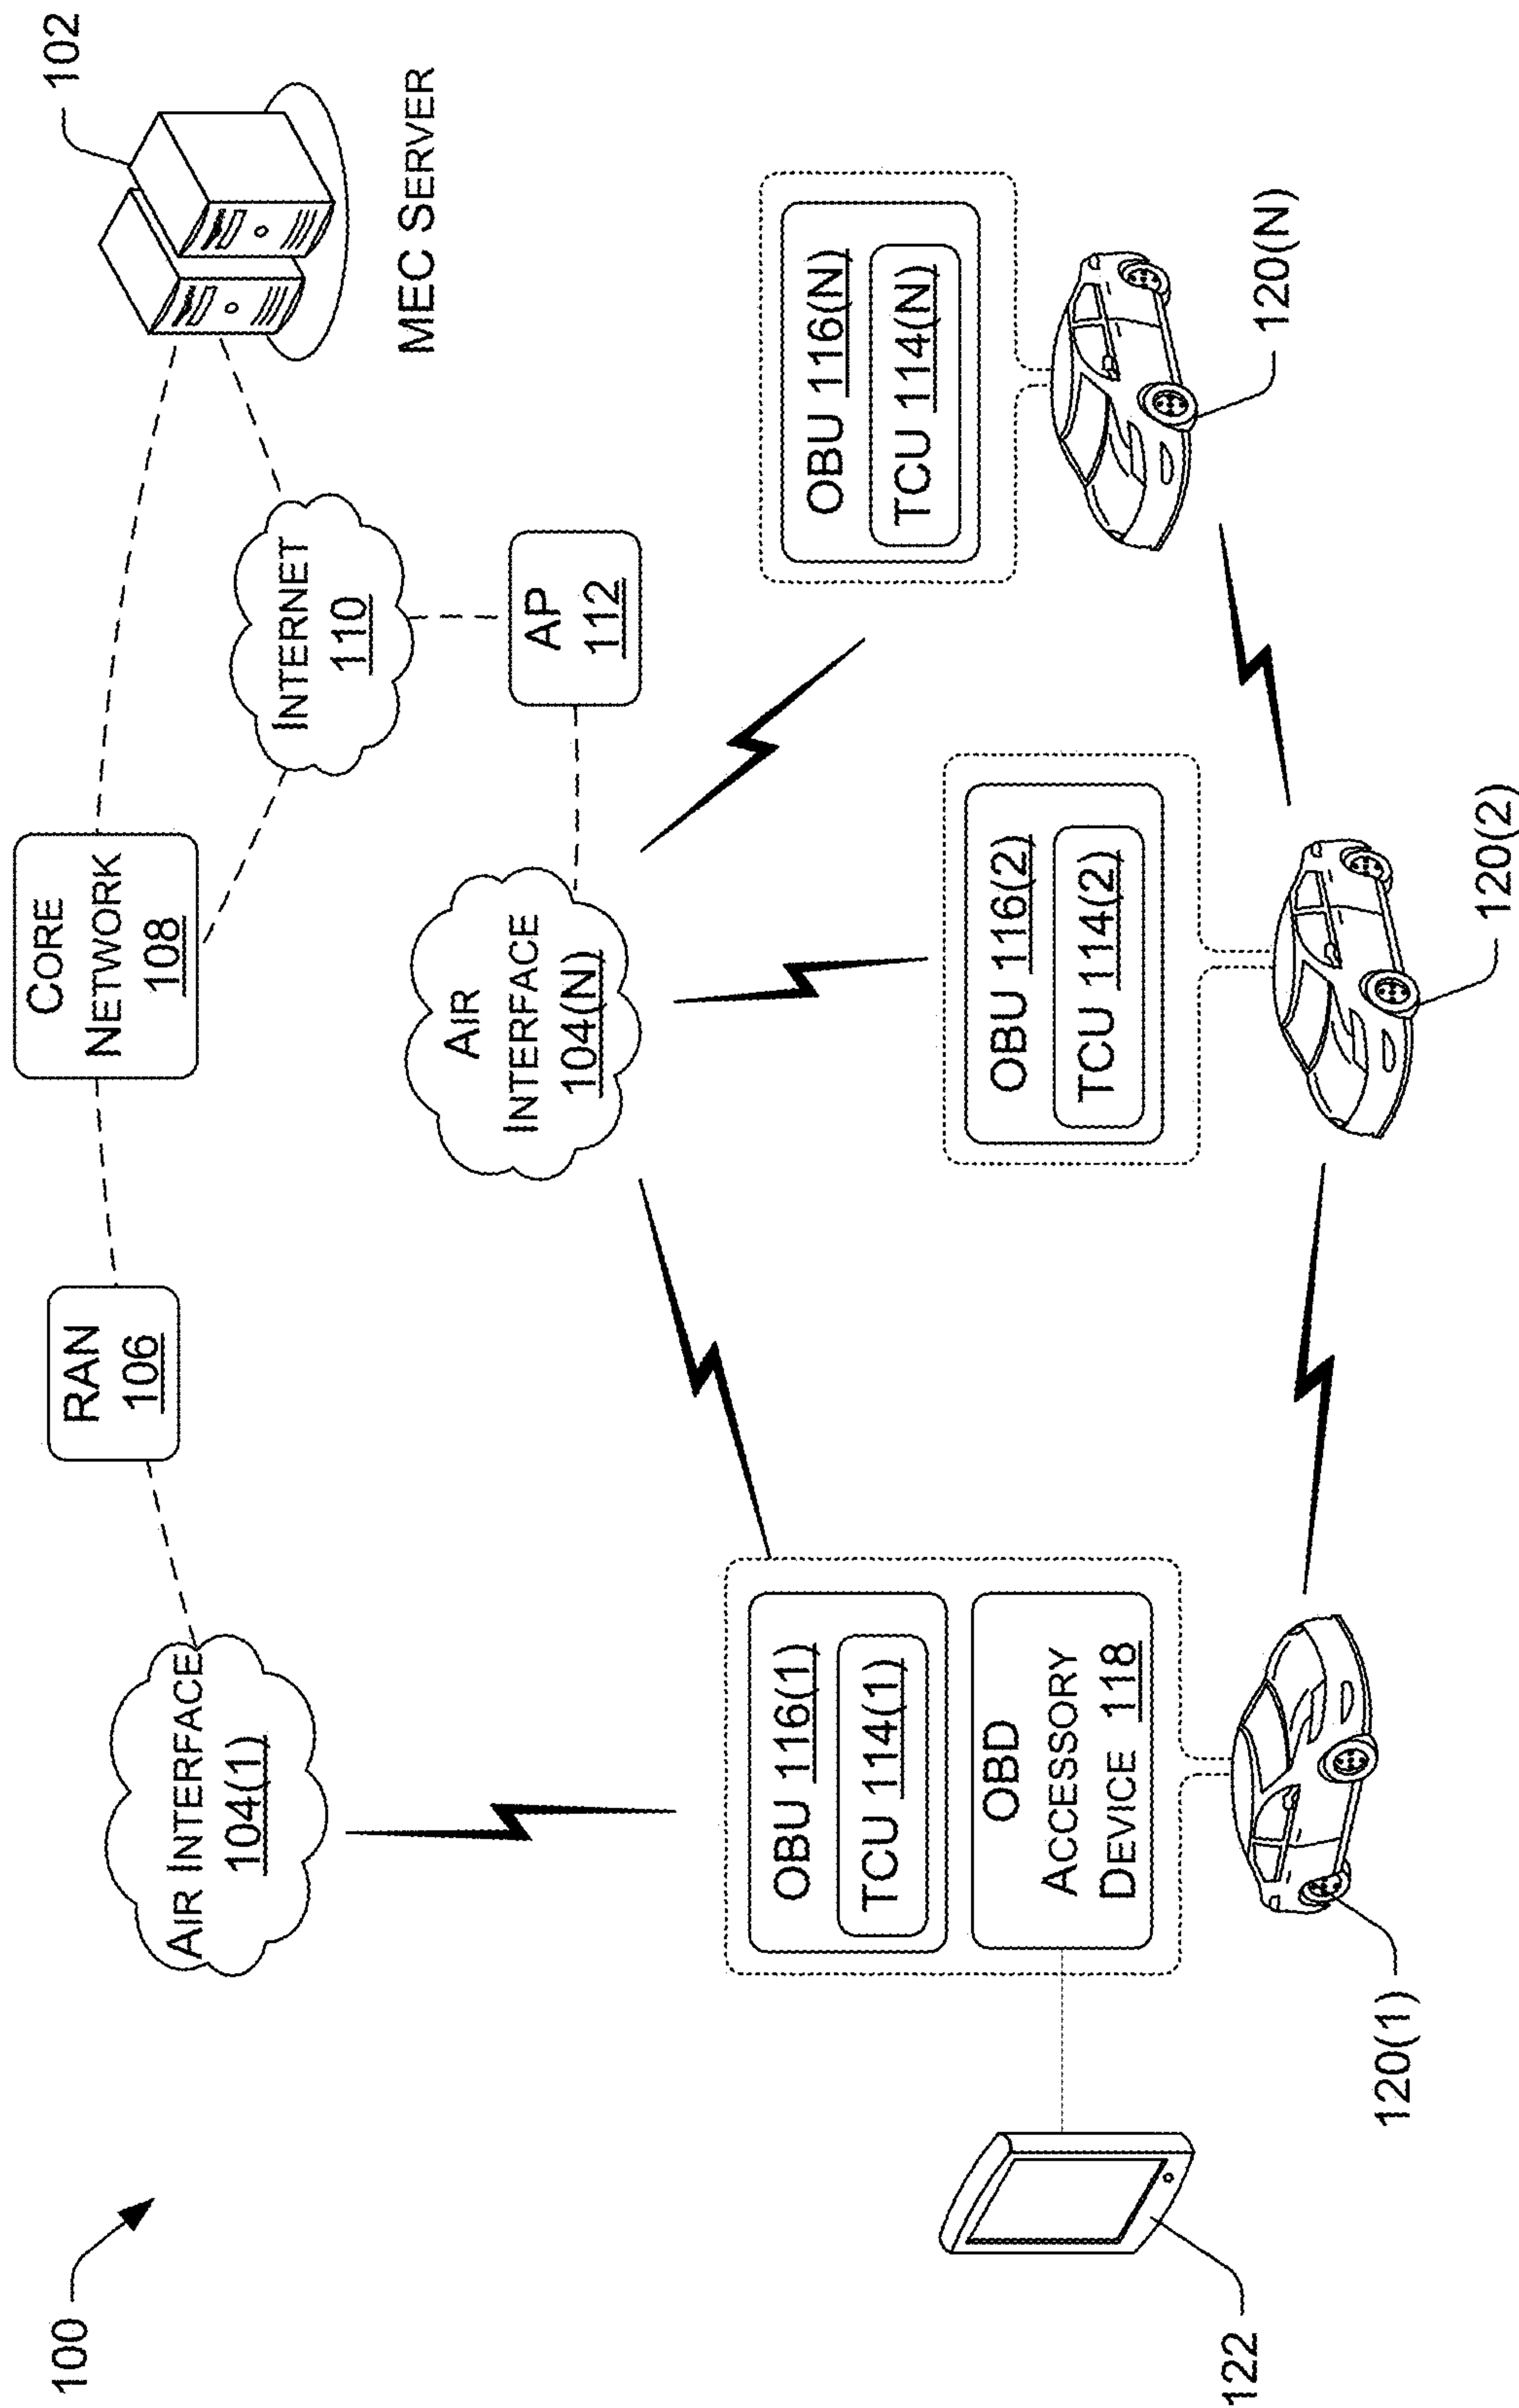 100
AIR INTERFACE
104(1)
RAN
106
CORE
NETWORK
108
INTERNET
110
102
MEC SERVER
AIR
INTERFACE
104(N)
AP
112
OBU 116(1)
TCU 114(1)
OBD
ACCESSORY
DEVICE 118
OBU 116(2)
TCU 114(2)
OBU 116(N)
TCU 114(N)
122
120(1)
120(2)
120(N)